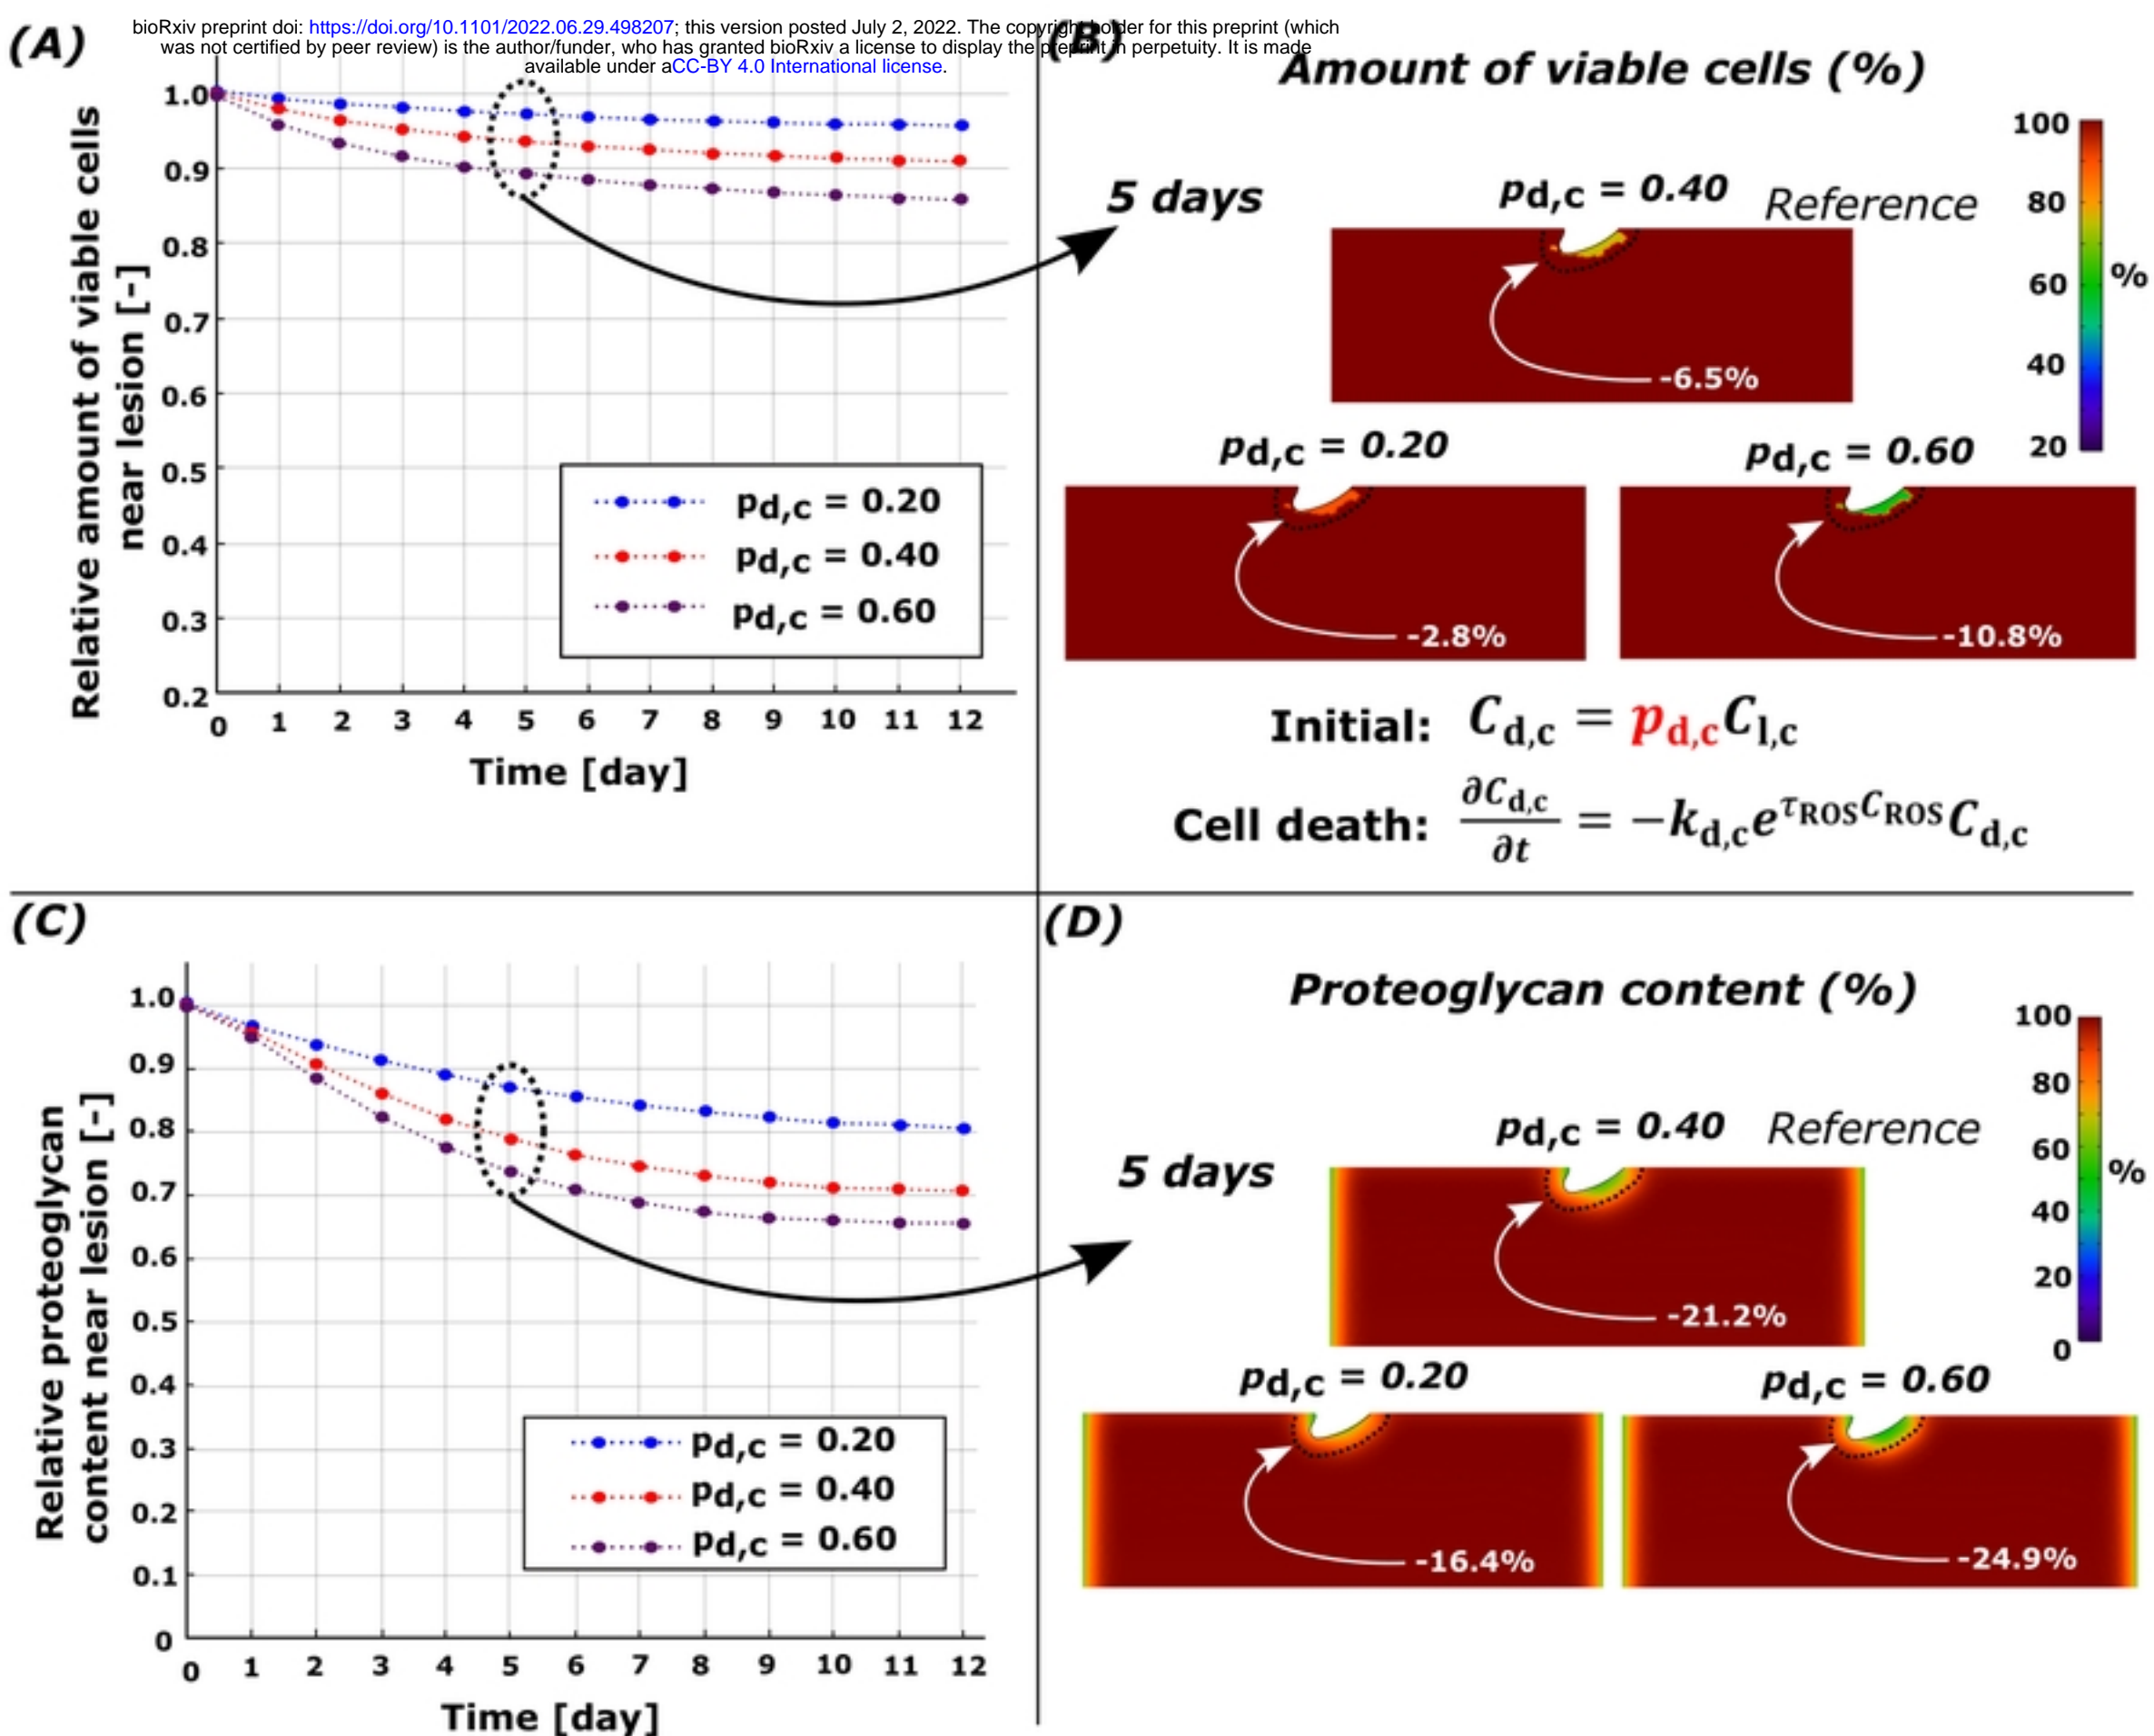 bioRxiv preprint doi: https://doi.org/10.1101/2022.06.29.498207; this version posted July 2, 2022. The copyright holder for this preprint (which
was not certified by peer review) is the author/funder, who has granted bioRxiv a license to display the preprint in perpetuity. It is made
available under aCC-BY 4.0 International license.
(A)
Relative amount of viable cells
near lesion [-]
1.0
0.9
0.8
0.7
0.6
0.5
0.4
0.3
0.2
pd,c = 0.20
pd,c = 0.40
pd,c = 0.60
0 1 2 3 4 5 6 7 8 9 10 11 12
Time [day]
(B)
Amount of viable cells (%)
5 days
pd,c = 0.40 Reference
-6.5%
100
80
60
40
20
%
pd,c = 0.20
-2.8%
pd,c = 0.60
-10.8%
Initial: Cd,c = pd,cCl,c
Cell death: ∂Cd,c/∂t = −kd,ce^τROSCROS Cd,c
(C)
Relative proteoglycan
content near lesion [-]
1.0
0.9
0.8
0.7
0.6
0.5
0.4
0.3
0.2
0.1
0
pd,c = 0.20
pd,c = 0.40
pd,c = 0.60
0 1 2 3 4 5 6 7 8 9 10 11 12
Time [day]
(D)
Proteoglycan content (%)
5 days
pd,c = 0.40 Reference
-21.2%
100
80
60
40
20
0
%
pd,c = 0.20
-16.4%
pd,c = 0.60
-24.9%